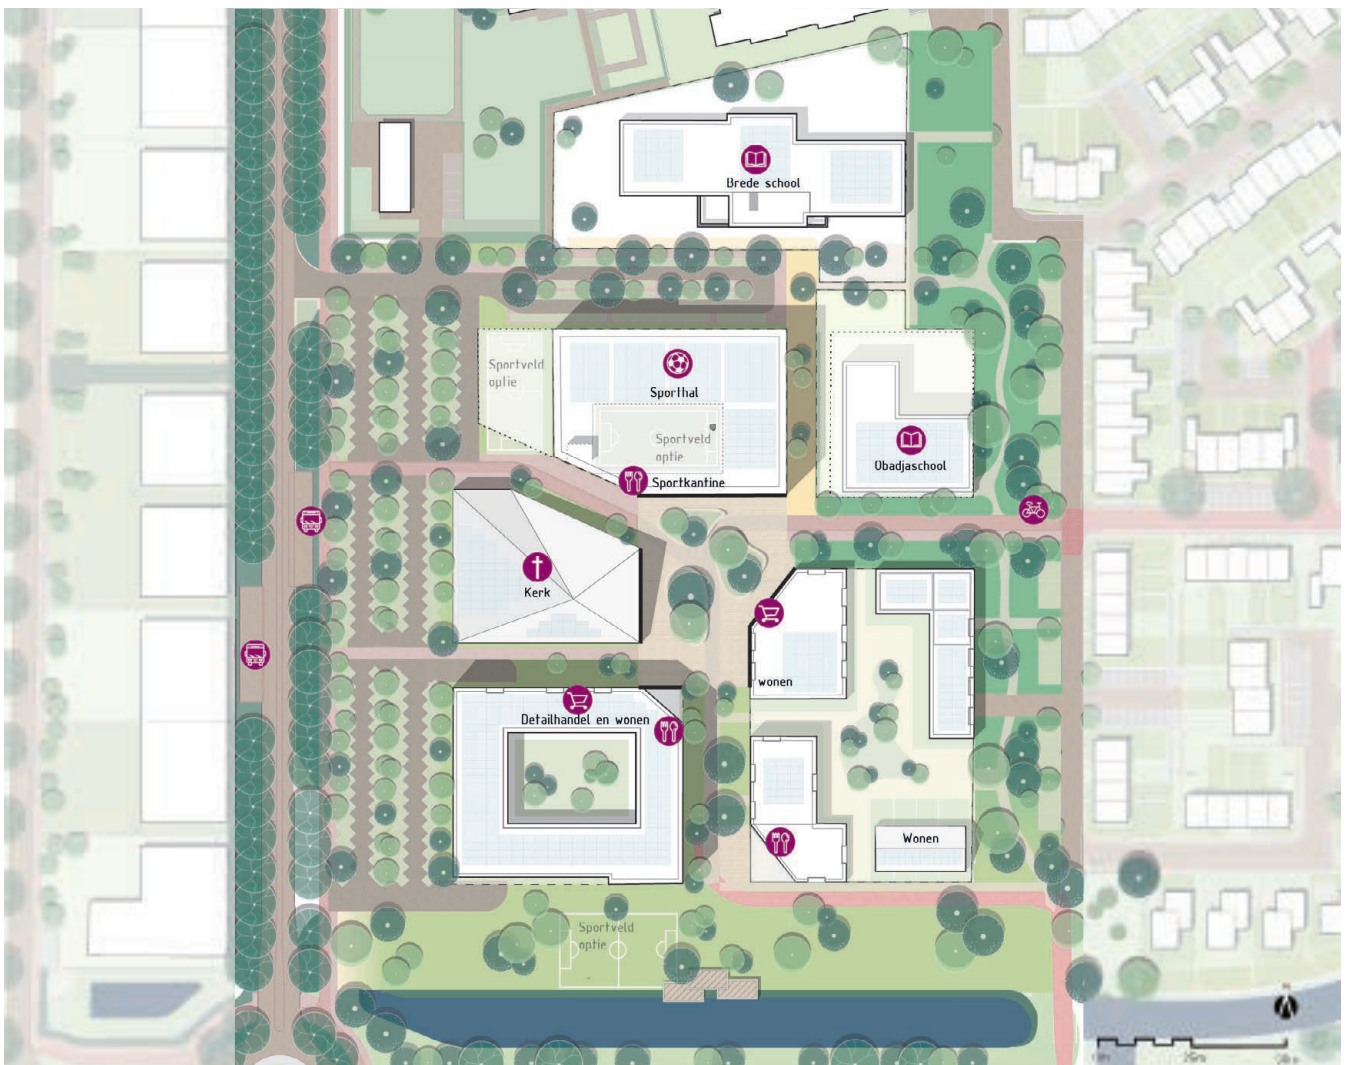 Brede school
Sportveld
optie
Sporthal
Sportveld
optie
Obadjaschool
Sportkantine
Kerk
wonen
Detailhandel en wonen
Wonen
Sportveld
optie